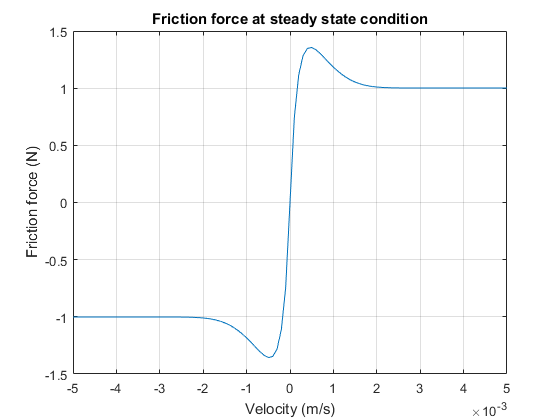 Friction force at steady state condition
1.5
1
0.5
0
-0.5
-1
-1.5
Friction force (N)
-5 -4 -3 -2 -1 0 1 2 3 4 5
×10⁻³
Velocity (m/s)